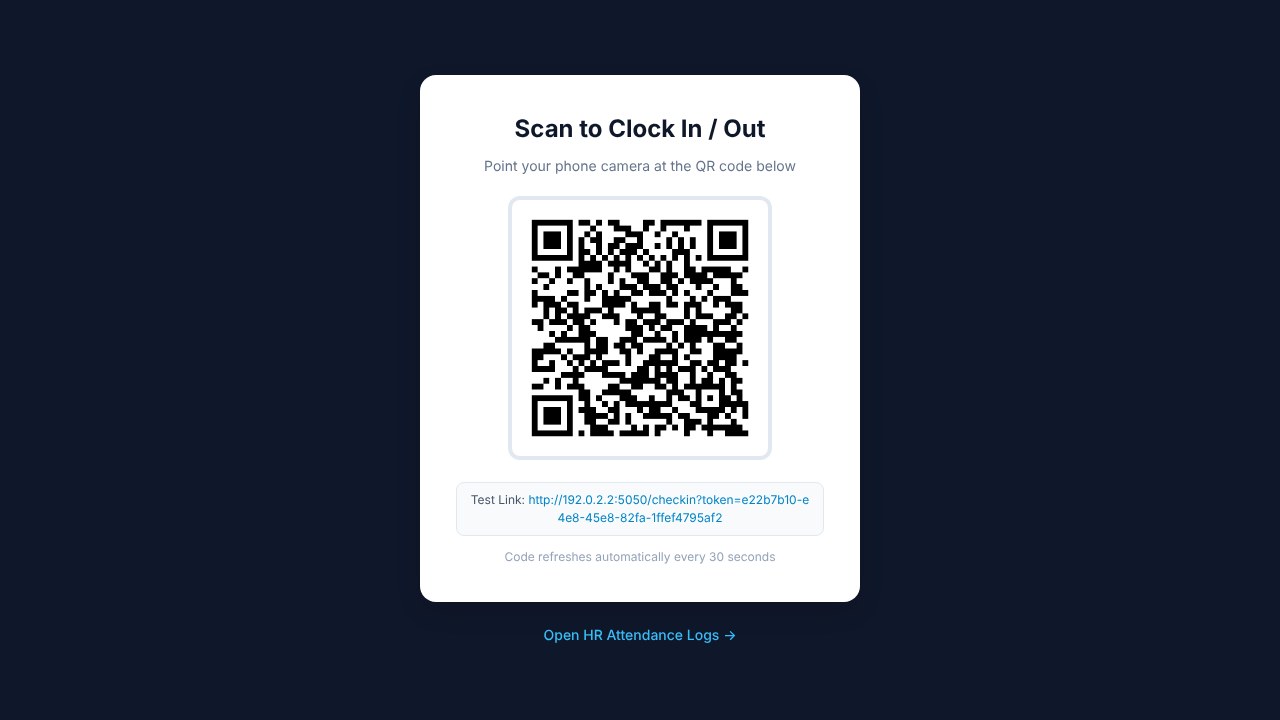 Scan to Clock In / Out
Point your phone camera at the QR code below
Test Link: http://192.0.2.2:5050/checkin?token=e22b7b10-e
4e8-45e8-82fa-1ffef4795af2
Code refreshes automatically every 30 seconds
Open HR Attendance Logs →